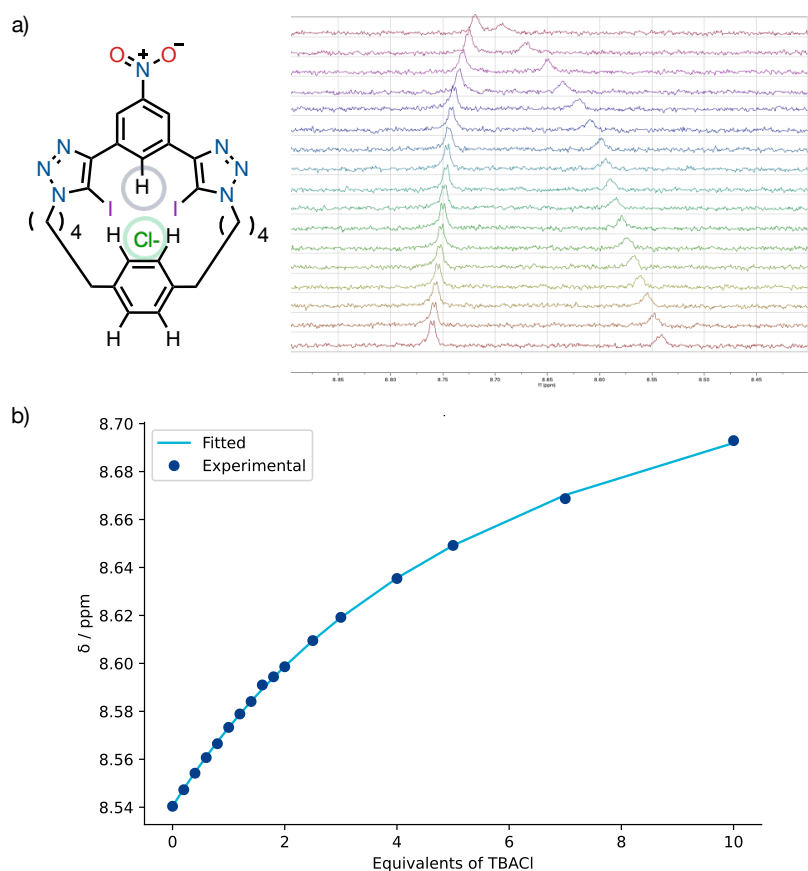 a)
O N + O −
N N N N N N
H
I I
( ) 4 ( ) 4
H Cl- H
H H
8.85 8.80 8.75 8.70 8.65 8.60 8.55 8.50 8.45
f1 (ppm)
b)
Fitted
Experimental
8.70
8.68
8.66
8.64
8.62
8.60
8.58
8.56
8.54
δ / ppm
0 2 4 6 8 10
Equivalents of TBACl